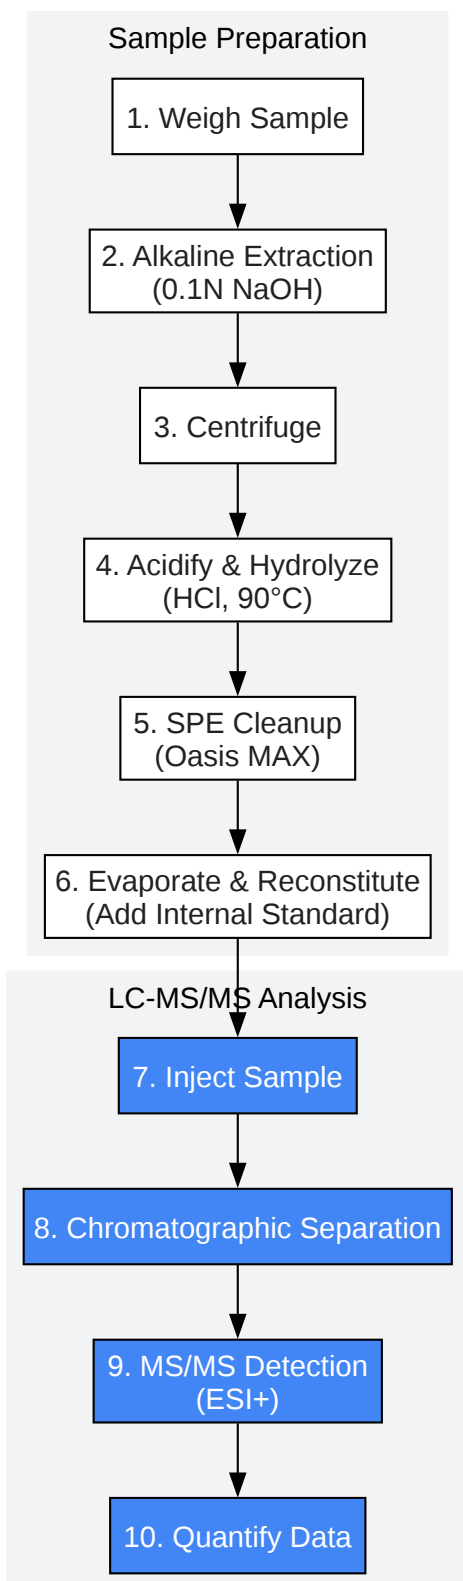 Sample Preparation
1. Weigh Sample
2. Alkaline Extraction
(0.1N NaOH)
3. Centrifuge
4. Acidify & Hydrolyze
(HCl, 90°C)
5. SPE Cleanup
(Oasis MAX)
6. Evaporate & Reconstitute
(Add Internal Standard)
LC-MS/MS Analysis
7. Inject Sample
8. Chromatographic Separation
9. MS/MS Detection
(ESI+)
10. Quantify Data